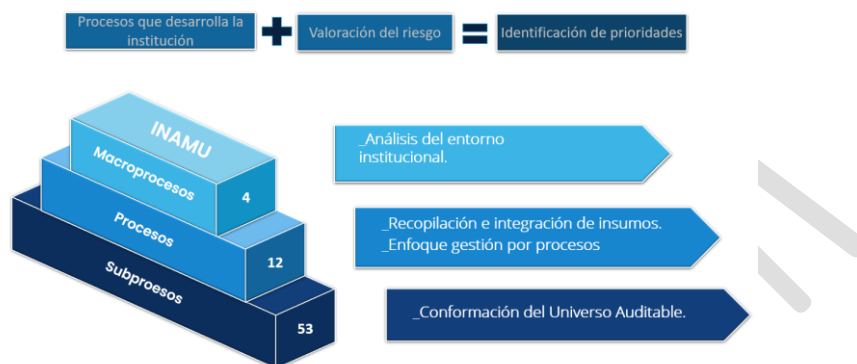 Procesos que desarrolla la
institución
Valoración del riesgo
Identificación de prioridades
INAMU
Macroprocesos
4
_Análisis del entorno
institucional.
Procesos
12
_Recopilación e integración de insumos.
_Enfoque gestión por procesos
Subproesos
53
_Conformación del Universo Auditable.